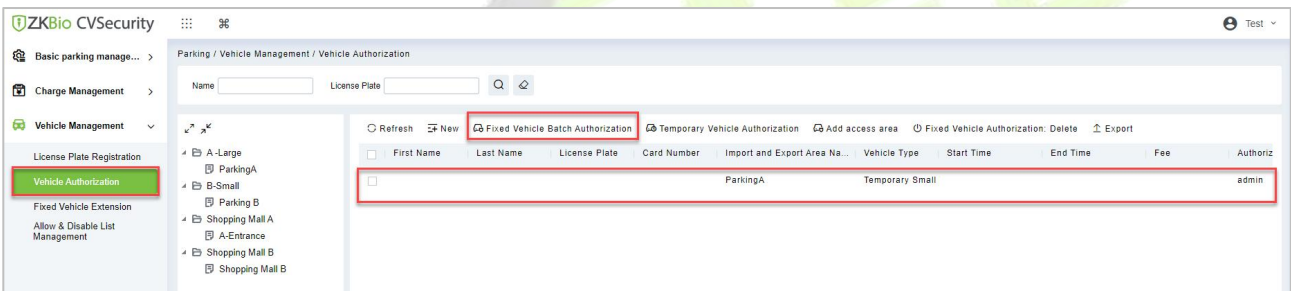 ZKBio CVSecurity
Test
Basic parking manage...
Charge Management
Vehicle Management
License Plate Registration
Vehicle Authorization
Fixed Vehicle Extension
Allow & Disable List
Management
Parking / Vehicle Management / Vehicle Authorization
Name License Plate
A -Large
ParkingA
B-Small
Parking B
Shopping Mall A
A-Entrance
Shopping Mall B
Shopping Mall B
Refresh New Fixed Vehicle Batch Authorization Temporary Vehicle Authorization Add access area Fixed Vehicle Authorization: Delete Export
First Name Last Name License Plate Card Number Import and Export Area Na... Vehicle Type Start Time End Time Fee Authoriz
ParkingA Temporary Small admin